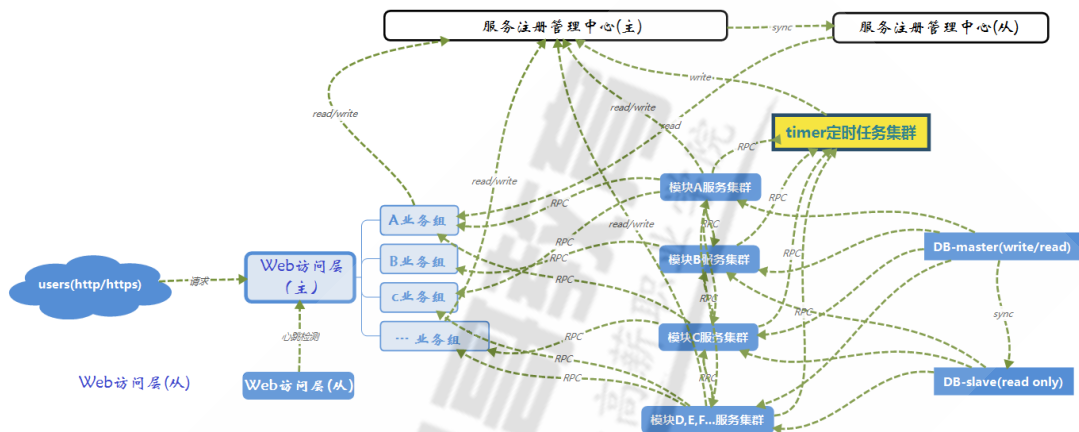 服务注册管理中心(主)
sync
服务注册管理中心(从)
write
read/write
read/write
read
timer定时任务集群
RPC
模块A服务集群
read/write
RPC
RPC
A业务组
read/write
RPC
RPC
DB-master(write/read)
B业务组
RPC
模块B服务集群
RPC
Web访问层
(主)
users(http/https)
请求
RPC
RPC
C业务组
RPC
sync
心跳检测
… 业务组
RPC
模块C服务集群
RPC
RPC
RPC
Web访问层(从)
Web访问层(从)
DB-slave(read only)
模块D,E,F...服务集群